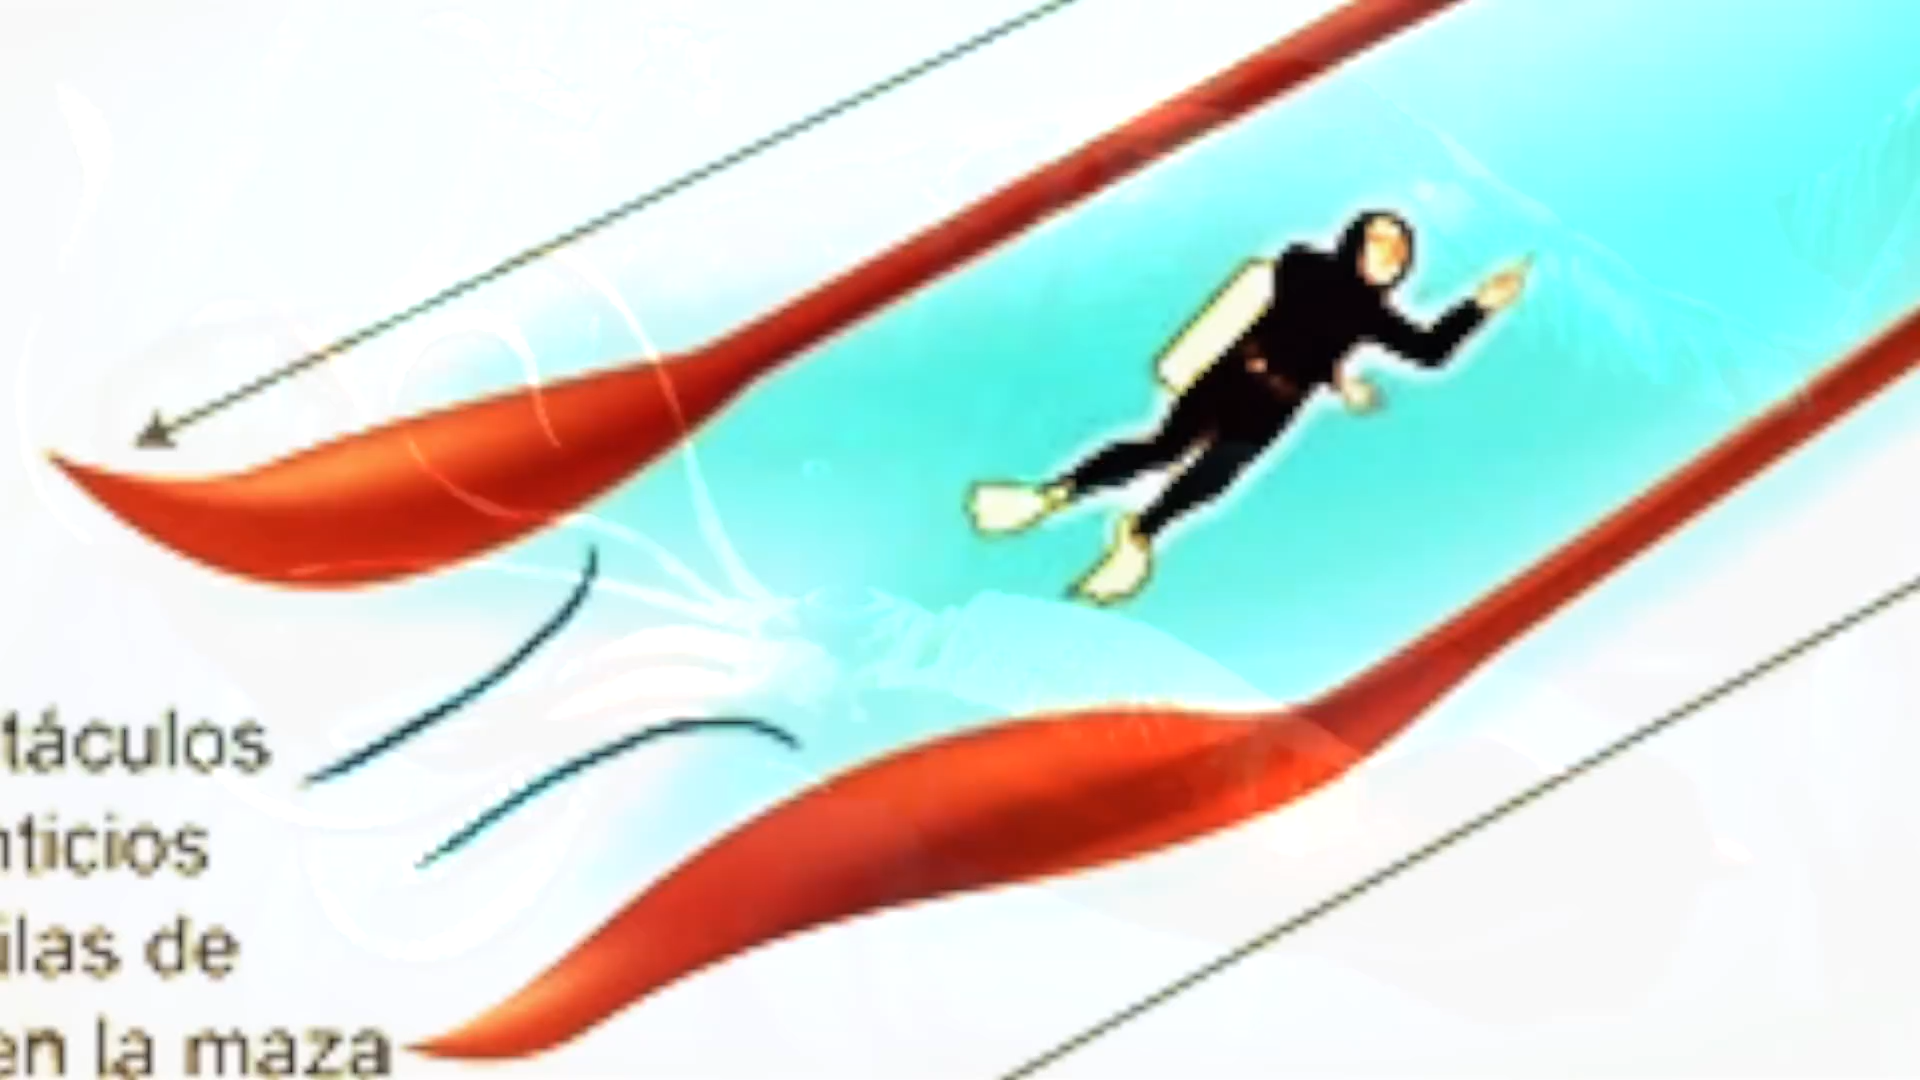 táculos
nticios
ilas de
en la maza